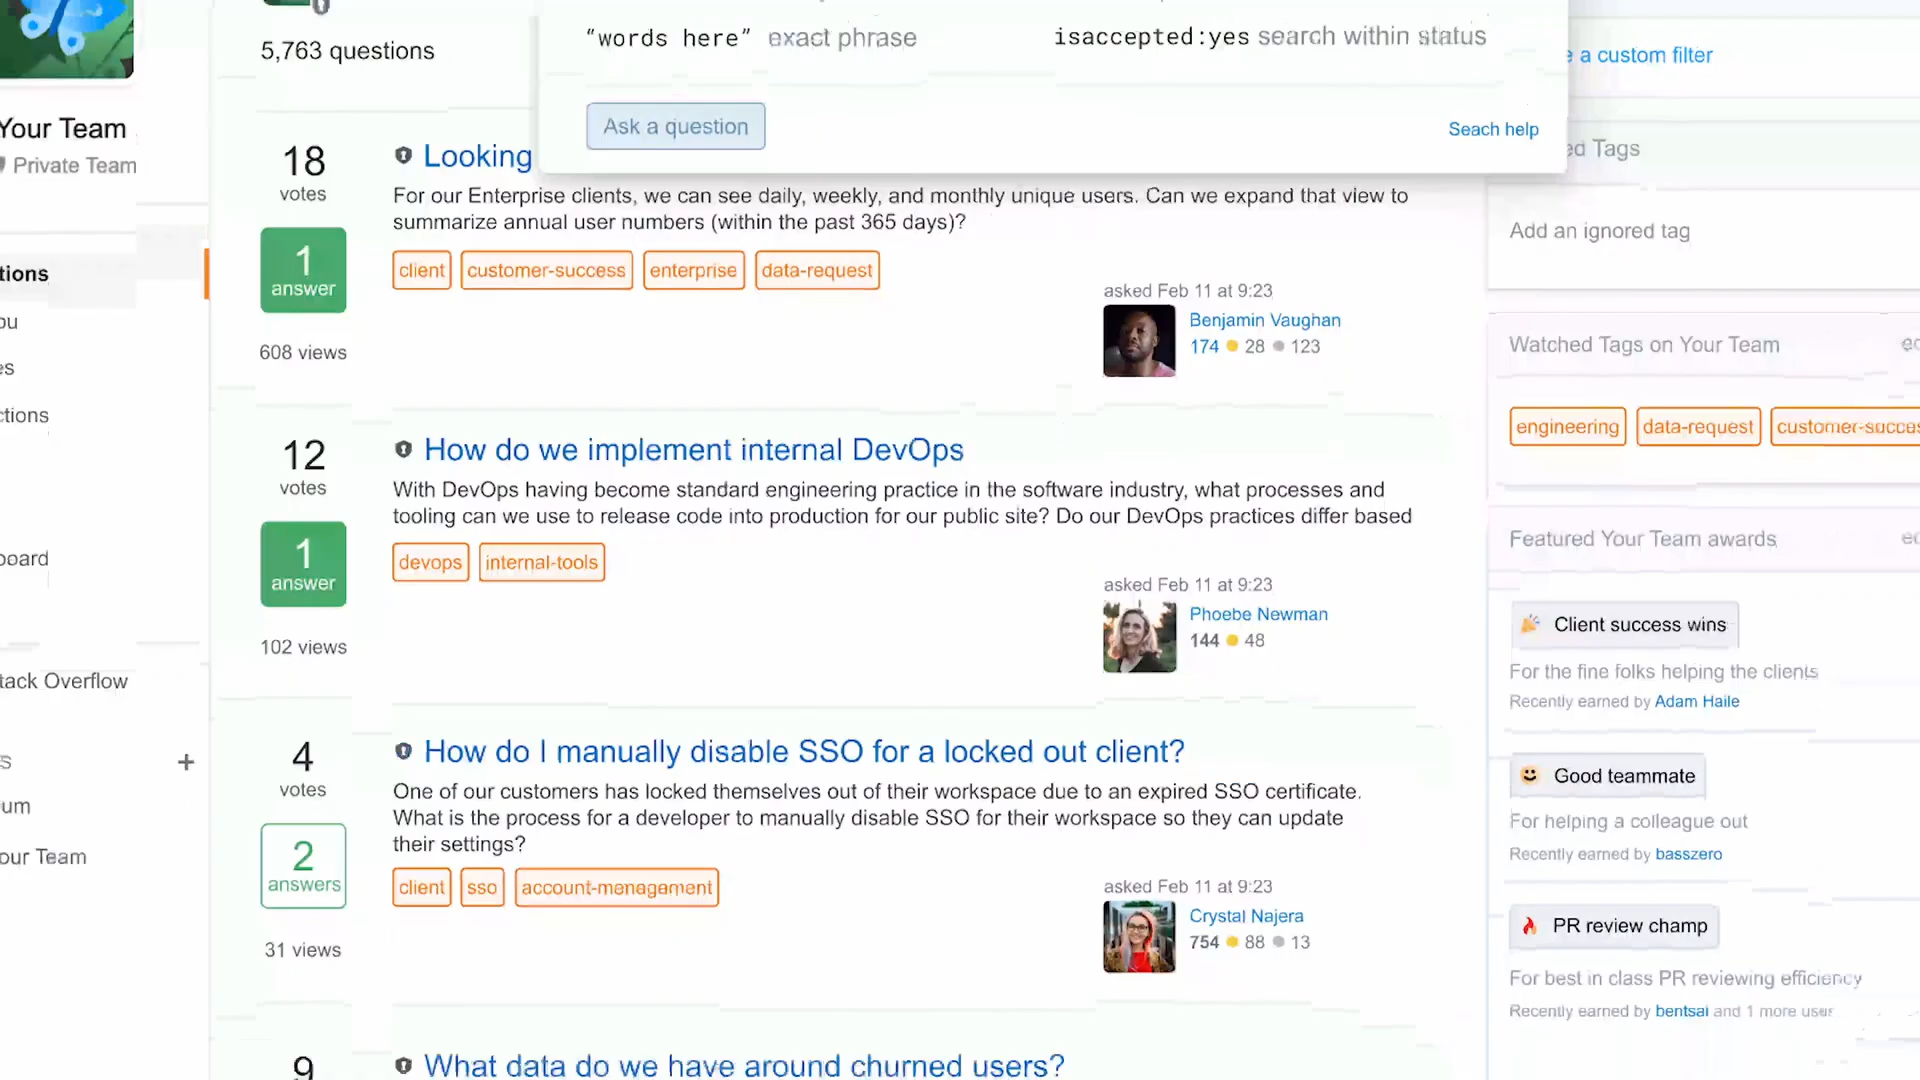 5,763 questions
"words here" exact phrase
isaccepted:yes search within status
a custom filter
Ask a question
Seach help
Your Team
Private Team
Tags
Add an ignored tag
18
votes
1
answer
608 views
Looking
For our Enterprise clients, we can see daily, weekly, and monthly unique users. Can we expand that view to
summarize annual user numbers (within the past 365 days)?
client customer-success enterprise data-request
asked Feb 11 at 9:23
Benjamin Vaughan
174 28 123
12
votes
1
answer
102 views
How do we implement internal DevOps
With DevOps having become standard engineering practice in the software industry, what processes and
tooling can we use to release code into production for our public site? Do our DevOps practices differ based
devops internal-tools
asked Feb 11 at 9:23
Phoebe Newman
144 48
4
votes
2
answers
31 views
How do I manually disable SSO for a locked out client?
One of our customers has locked themselves out of their workspace due to an expired SSO certificate.
What is the process for a developer to manually disable SSO for their workspace so they can update
their settings?
client sso account-management
asked Feb 11 at 9:23
Crystal Najera
754 88 13
9
What data do we have around churned users?
Watched Tags on Your Team
engineering data-request customer-succes
Featured Your Team awards
Client success wins
For the fine folks helping the clients
Recently earned by Adam Haile
Good teammate
For helping a colleague out
Recently earned by basszero
PR review champ
For best in class PR reviewing efficiency
Recently earned by bentsai and 1 more user
tions
ou
es
ctions
board
tack Overflow
S +
um
our Team